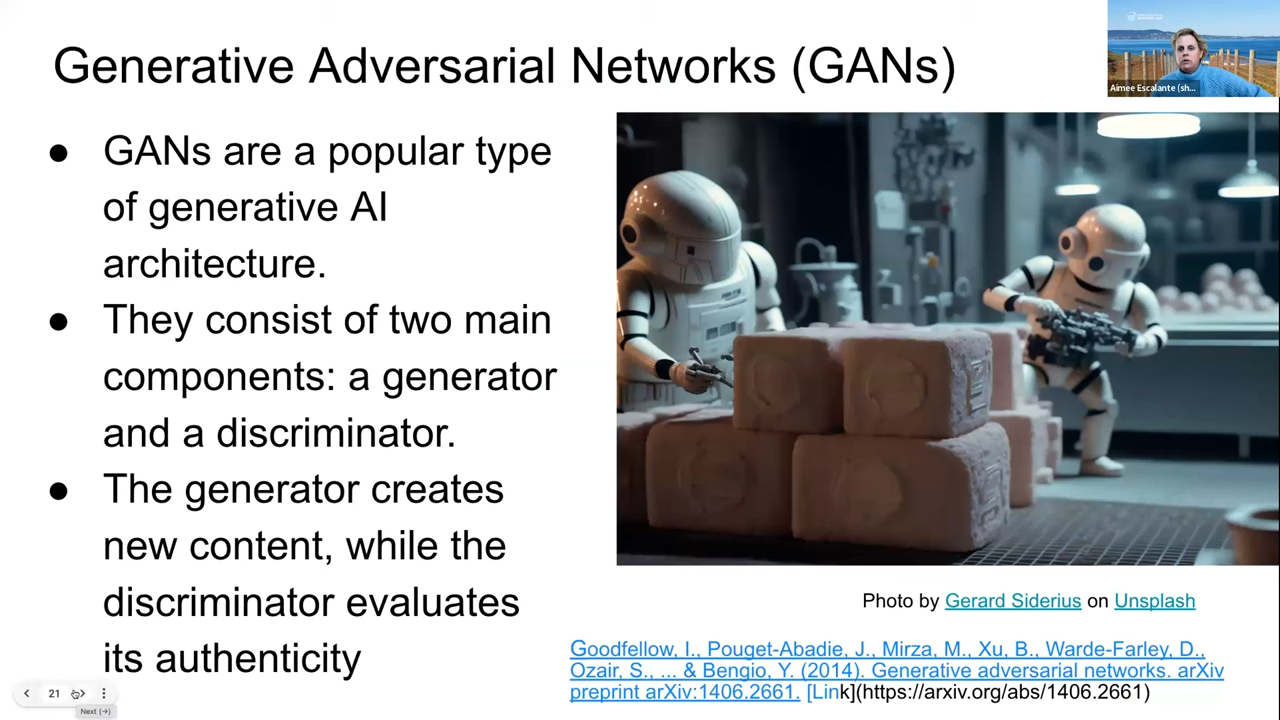 Generative Adversarial Networks (GANs)
Aimee Escalante (sh...
● GANs are a popular type
of generative AI
architecture.
● They consist of two main
components: a generator
and a discriminator.
● The generator creates
new content, while the
discriminator evaluates
its authenticity
Photo by Gerard Siderius on Unsplash
Goodfellow, I., Pouget-Abadie, J., Mirza, M., Xu, B., Warde-Farley, D.,
Ozair, S., ... & Bengio, Y. (2014). Generative adversarial networks. arXiv
preprint arXiv:1406.2661. [Link](https://arxiv.org/abs/1406.2661)
21
Next (→)